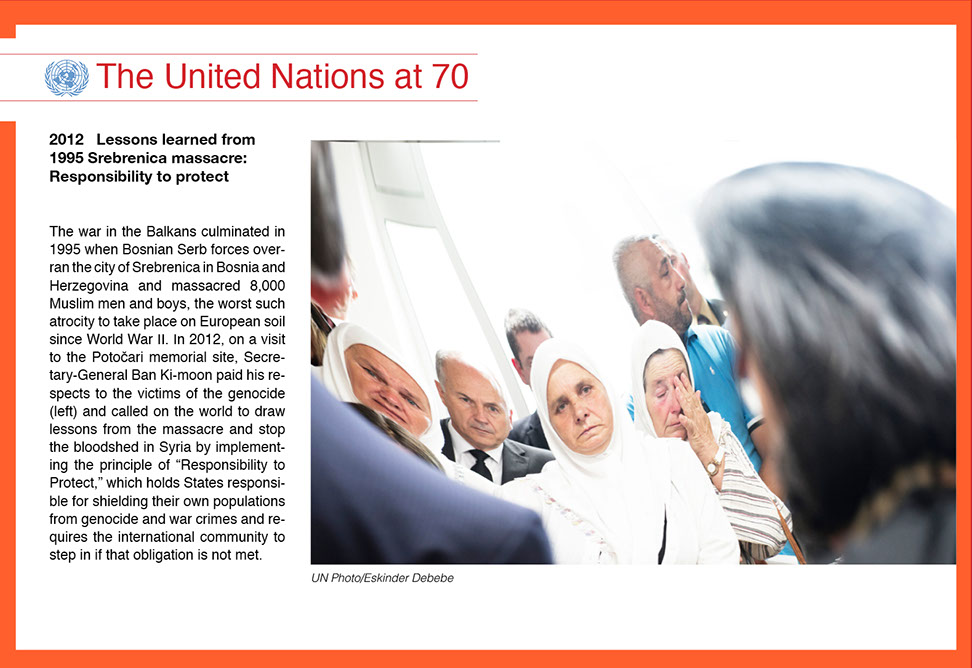 The United Nations at 70
2012 Lessons learned from
1995 Srebrenica massacre:
Responsibility to protect
The war in the Balkans culminated in
1995 when Bosnian Serb forces over-
ran the city of Srebrenica in Bosnia and
Herzegovina and massacred 8,000
Muslim men and boys, the worst such
atrocity to take place on European soil
since World War II. In 2012, on a visit
to the Potočari memorial site, Secre-
tary-General Ban Ki-moon paid his re-
spects to the victims of the genocide
(left) and called on the world to draw
lessons from the massacre and stop
the bloodshed in Syria by implement-
ing the principle of “Responsibility to
Protect,” which holds States responsi-
ble for shielding their own populations
from genocide and war crimes and re-
quires the international community to
step in if that obligation is not met.
UN Photo/Eskinder Debebe